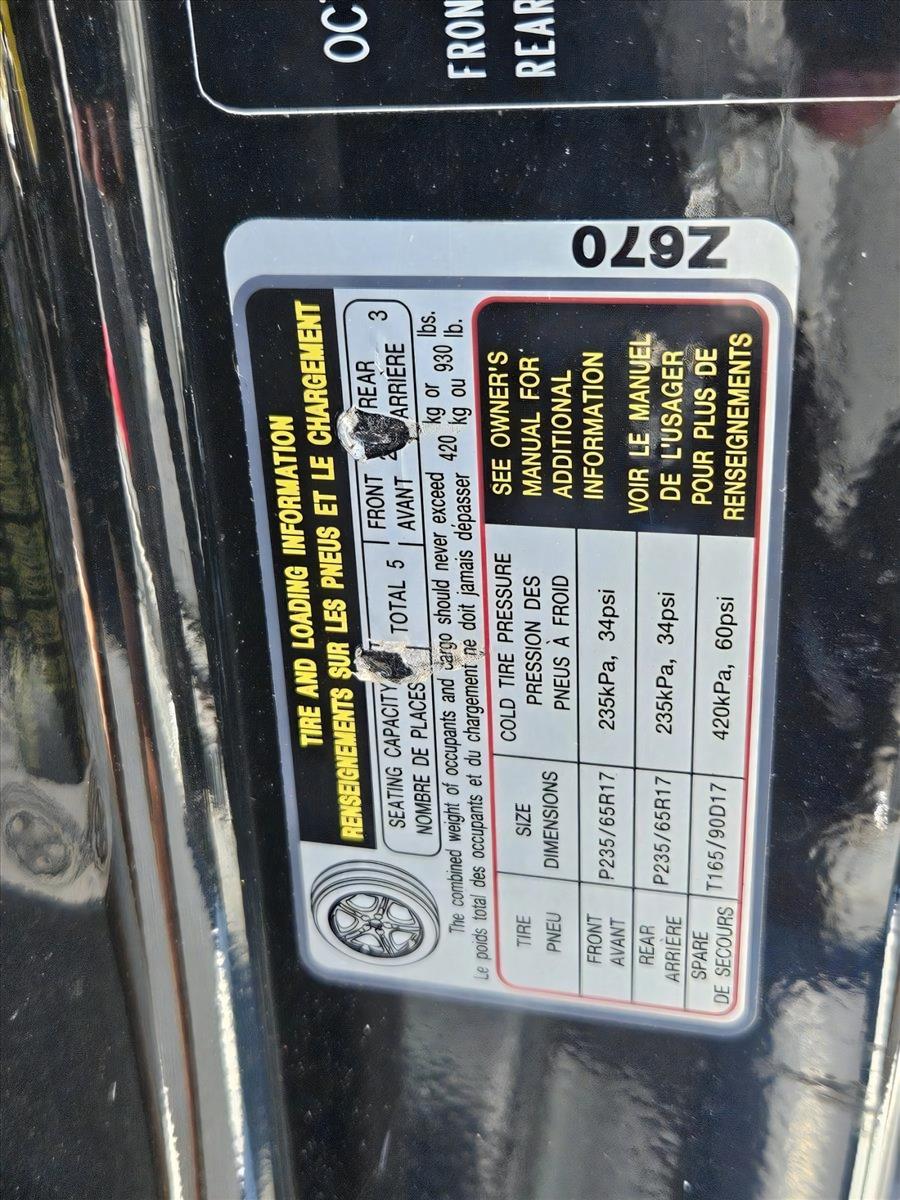 OC
FRON
REAR
TIRE AND LOADING INFORMATION
RENSEIGNEMENTS SUR LES PNEUS ET LE CHARGEMENT
SEATING CAPACITY TOTAL 5 FRONT REAR 3
NOMBRE DE PLACES AVANT ARRIÈRE
The combined weight of occupants and cargo should never exceed 420 kg or 930 lbs.
Le poids total des occupants et du chargement ne doit jamais dépasser 420 kg ou 930 lb.
TIRE SIZE COLD TIRE PRESSURE
PNEU DIMENSIONS PRESSION DES
PNEUS À FROID
FRONT P235/65R17 235kPa, 34psi
AVANT
REAR P235/65R17 235kPa, 34psi
ARRIÈRE
SPARE T165/90D17 420kPa, 60psi
DE SECOURS
SEE OWNER'S
MANUAL FOR
ADDITIONAL
INFORMATION
VOIR LE MANUEL
DE L'USAGER
POUR PLUS DE
RENSEIGNEMENTS
Z670